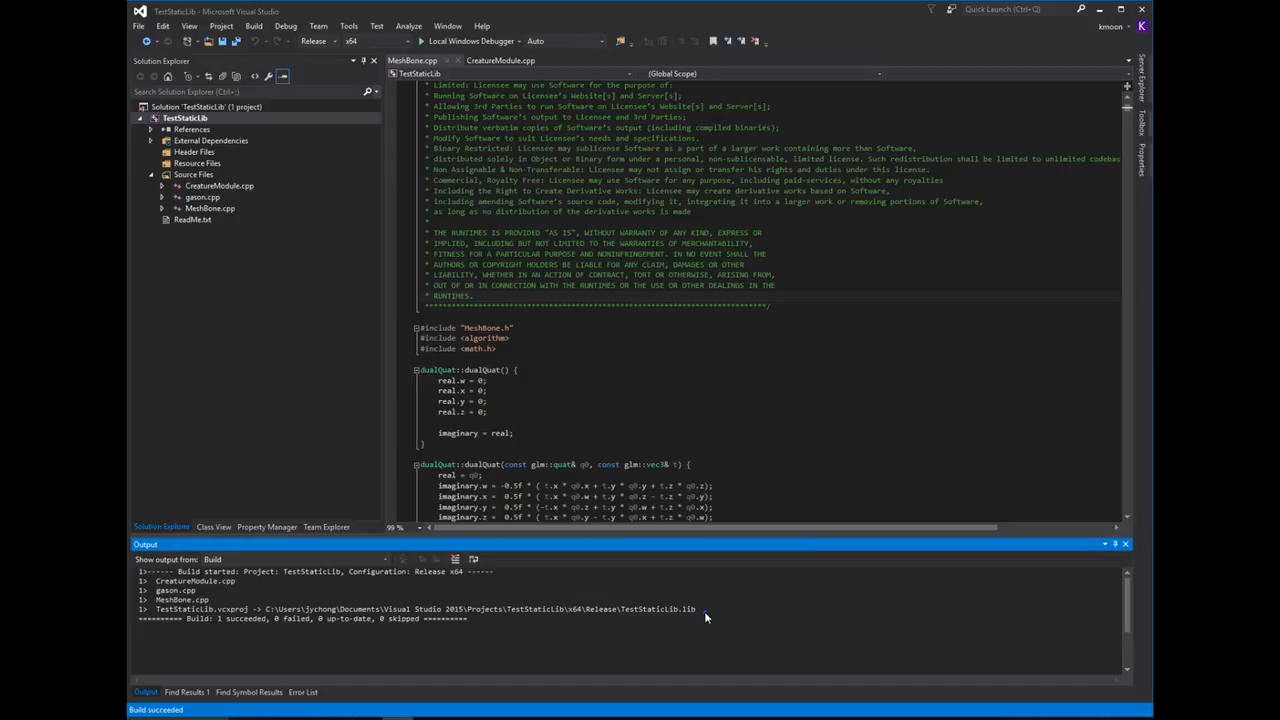 TestStaticLib - Microsoft Visual Studio
Quick Launch (Ctrl+Q)
File Edit View Project Build Debug Team Tools Test Analyze Window Help
kmoon K
Release x64 Local Windows Debugger Auto
Solution Explorer
Search Solution Explorer (Ctrl+;)
Solution 'TestStaticLib' (1 project)
TestStaticLib
References
External Dependencies
Header Files
Resource Files
Source Files
CreatureModule.cpp
gason.cpp
MeshBone.cpp
ReadMe.txt
Solution Explorer Class View Property Manager Team Explorer
MeshBone.cpp CreatureModule.cpp
TestStaticLib (Global Scope)
* Limited: Licensee may use Software for the purpose of:
* Running Software on Licensee's Website[s] and Server[s];
* Allowing 3rd Parties to run Software on Licensee's Website[s] and Server[s];
* Publishing Software's output to Licensee and 3rd Parties;
* Distribute verbatim copies of Software's output (including compiled binaries);
* Modify Software to suit Licensee's needs and specifications.
* Binary Restricted: Licensee may sublicense Software as a part of a larger work containing more than Software,
* distributed solely in Object or Binary form under a personal, non-sublicensable, limited license. Such redistribution shall be limited to unlimited codebas
* Non Assignable & Non-Transferable: Licensee may not assign or transfer his rights and duties under this license.
* Commercial, Royalty Free: Licensee may use Software for any purpose, including paid-services, without any royalties
* Including the Right to Create Derivative Works: Licensee may create derivative works based on Software,
* including amending Software's source code, modifying it, integrating it into a larger work or removing portions of Software,
* as long as no distribution of the derivative works is made
*
* THE RUNTIMES IS PROVIDED "AS IS", WITHOUT WARRANTY OF ANY KIND, EXPRESS OR
* IMPLIED, INCLUDING BUT NOT LIMITED TO THE WARRANTIES OF MERCHANTABILITY,
* FITNESS FOR A PARTICULAR PURPOSE AND NONINFRINGEMENT. IN NO EVENT SHALL THE
* AUTHORS OR COPYRIGHT HOLDERS BE LIABLE FOR ANY CLAIM, DAMAGES OR OTHER
* LIABILITY, WHETHER IN AN ACTION OF CONTRACT, TORT OR OTHERWISE, ARISING FROM,
* OUT OF OR IN CONNECTION WITH THE RUNTIMES OR THE USE OR OTHER DEALINGS IN THE
* RUNTIMES.
******************************************************************************/
#include "MeshBone.h"
#include <algorithm>
#include <math.h>
dualQuat::dualQuat() {
real.w = 0;
real.x = 0;
real.y = 0;
real.z = 0;
imaginary = real;
}
dualQuat::dualQuat(const glm::quat& q0, const glm::vec3& t) {
real = q0;
imaginary.w = -0.5f * ( t.x * q0.x + t.y * q0.y + t.z * q0.z);
imaginary.x = 0.5f * ( t.x * q0.w + t.y * q0.z - t.z * q0.y);
imaginary.y = 0.5f * (-t.x * q0.z + t.y * q0.w + t.z * q0.x);
imaginary.z = 0.5f * ( t.x * q0.y - t.y * q0.x + t.z * q0.w);
99 %
Server Explorer
Toolbox
Properties
Output
Show output from: Build
1>------ Build started: Project: TestStaticLib, Configuration: Release x64 ------
1> CreatureModule.cpp
1> gason.cpp
1> MeshBone.cpp
1> TestStaticLib.vcxproj -> C:\Users\jychong\Documents\Visual Studio 2015\Projects\TestStaticLib\x64\Release\TestStaticLib.lib
========== Build: 1 succeeded, 0 failed, 0 up-to-date, 0 skipped ==========
Output Find Results 1 Find Symbol Results Error List
Build succeeded